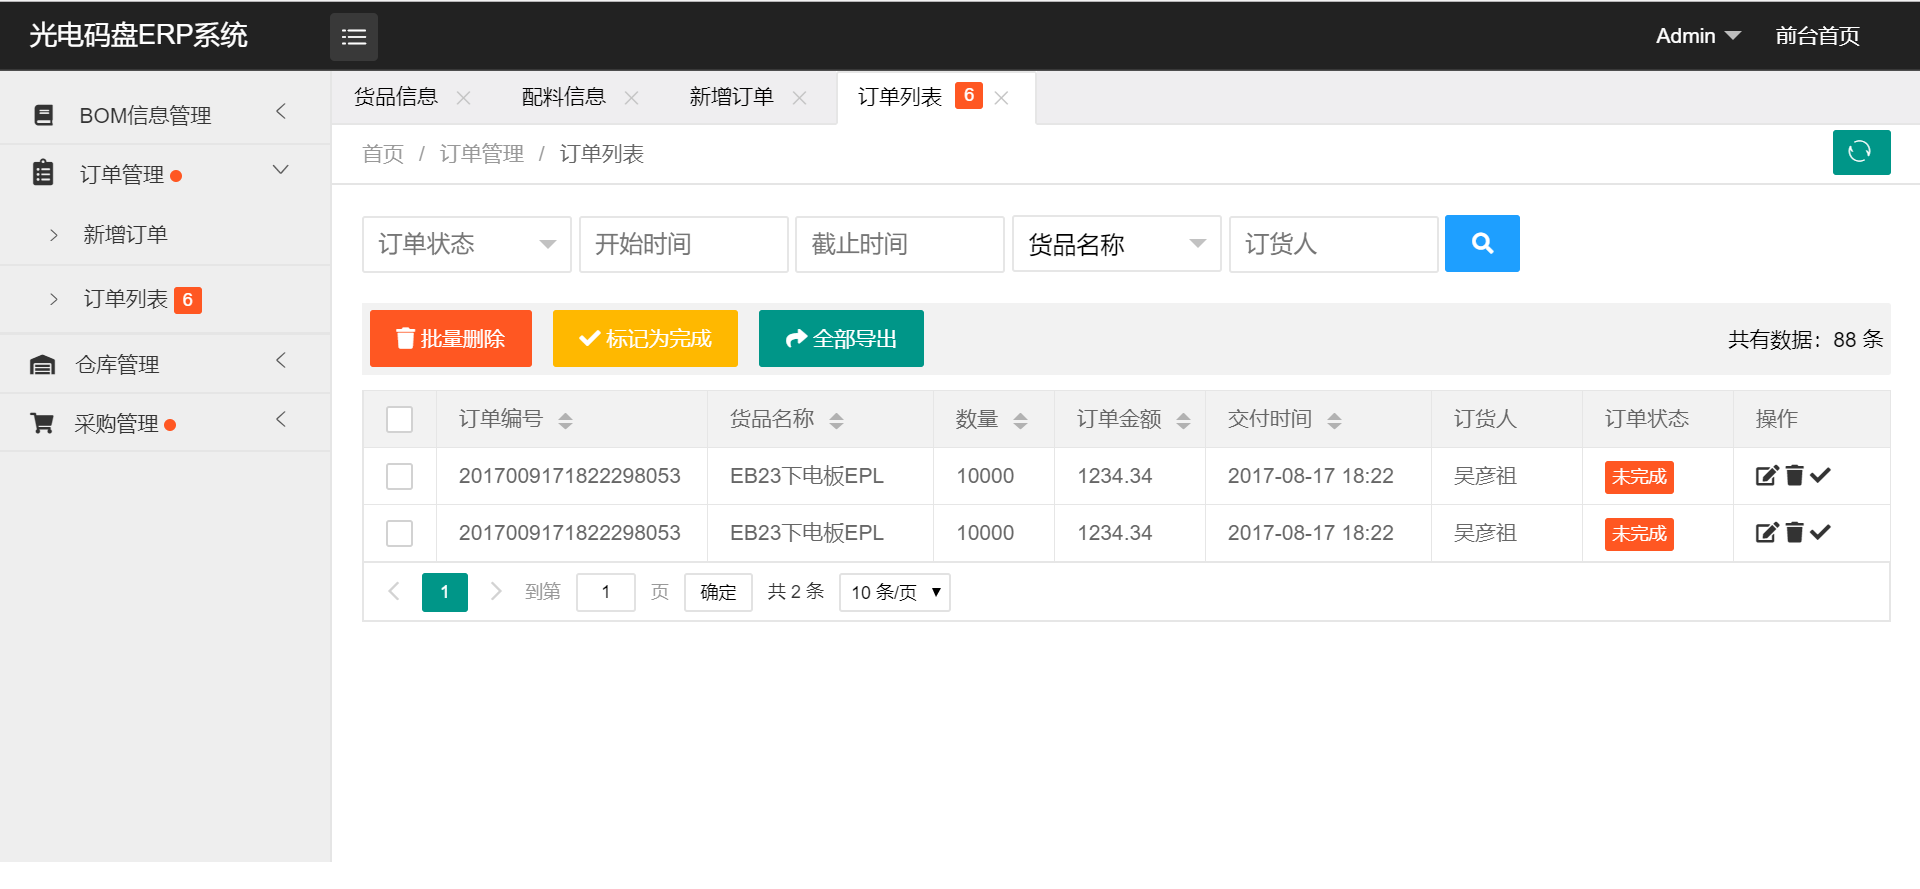 光电码盘ERP系统
Admin 前台首页
BOM信息管理
订单管理
新增订单
订单列表 6
仓库管理
采购管理
货品信息 配料信息 新增订单 订单列表 6
首页 / 订单管理 / 订单列表
订单状态 开始时间 截止时间 货品名称 订货人
批量删除 标记为完成 全部导出 共有数据：88 条
订单编号 货品名称 数量 订单金额 交付时间 订货人 订单状态 操作
2017009171822298053 EB23下电板EPL 10000 1234.34 2017-08-17 18:22 吴彦祖 未完成
2017009171822298053 EB23下电板EPL 10000 1234.34 2017-08-17 18:22 吴彦祖 未完成
1 到第 1 页 确定 共 2 条 10 条/页